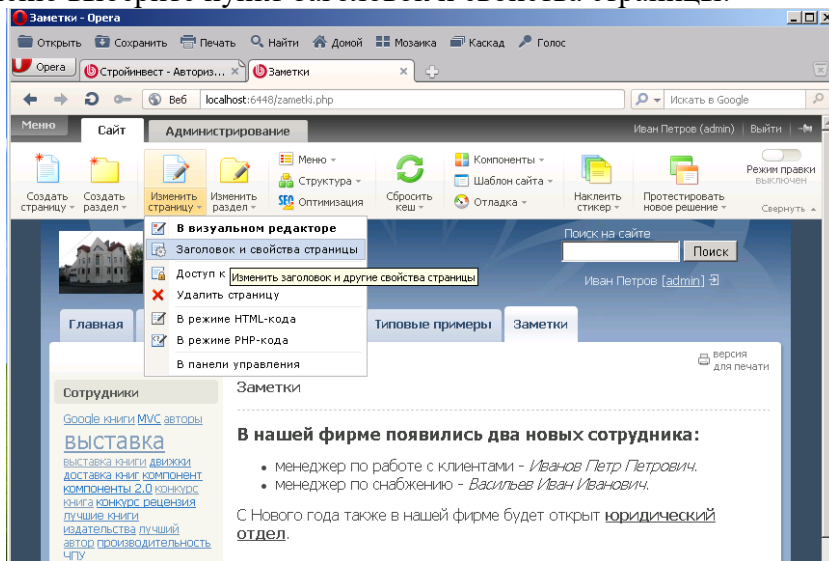 Заметки - Opera
Открыть Сохранить Печать Найти Домой Мозаика Каскад Голос
Opera Стройинвест - Авториз... Заметки
Веб localhost:6448/zametki.php Искать в Google
Меню Сайт Администрирование Иван Петров (admin) Выйти
Создать страницу Создать раздел Изменить страницу Изменить раздел
Меню
Структура
Оптимизация
Сбросить кеш
Компоненты
Шаблон сайта
Отладка
Наклеить стикер
Протестировать новое решение
Режим правки
выключен
Свернуть
В визуальном редакторе
Заголовок и свойства страницы
Доступ к
Изменить заголовок и другие свойства страницы
Удалить страницу
В режиме HTML-кода
В режиме PHP-кода
В панели управления
Поиск на сайте
Поиск
Иван Петров [admin]
Главная Типовые примеры Заметки
версия
для печати
Сотрудники
Google книги MVC авторы
выставка
выставка книги движки
доставка книг компонент
компоненты 2.0 конкурс
книга конкурс рецензия
лучшие книги
издательства лучший
автор производительность
ЧПУ
Заметки
В нашей фирме появились два новых сотрудника:
• менеджер по работе с клиентами - Иванов Петр Петрович.
• менеджер по снабжению - Васильев Иван Иванович.
С Нового года также в нашей фирме будет открыт юридический
отдел.